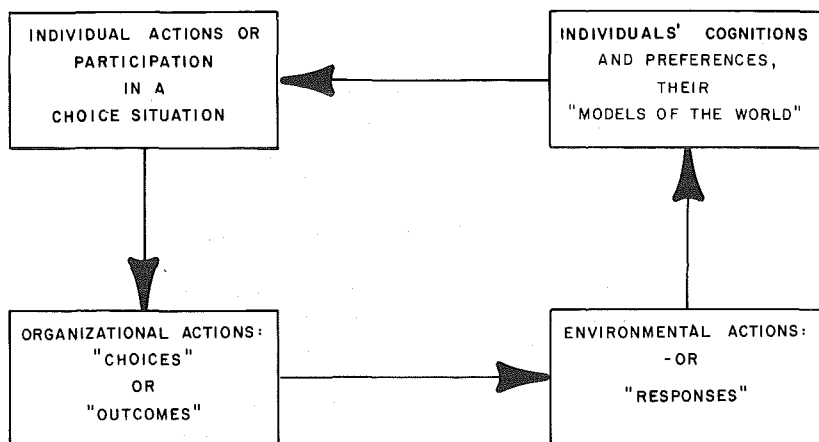 INDIVIDUAL ACTIONS OR
PARTICIPATION
IN A
CHOICE SITUATION
INDIVIDUALS' COGNITIONS
AND PREFERENCES,
THEIR
"MODELS OF THE WORLD"
ORGANIZATIONAL ACTIONS:
"CHOICES"
OR
"OUTCOMES"
ENVIRONMENTAL ACTIONS:
-OR
"RESPONSES"